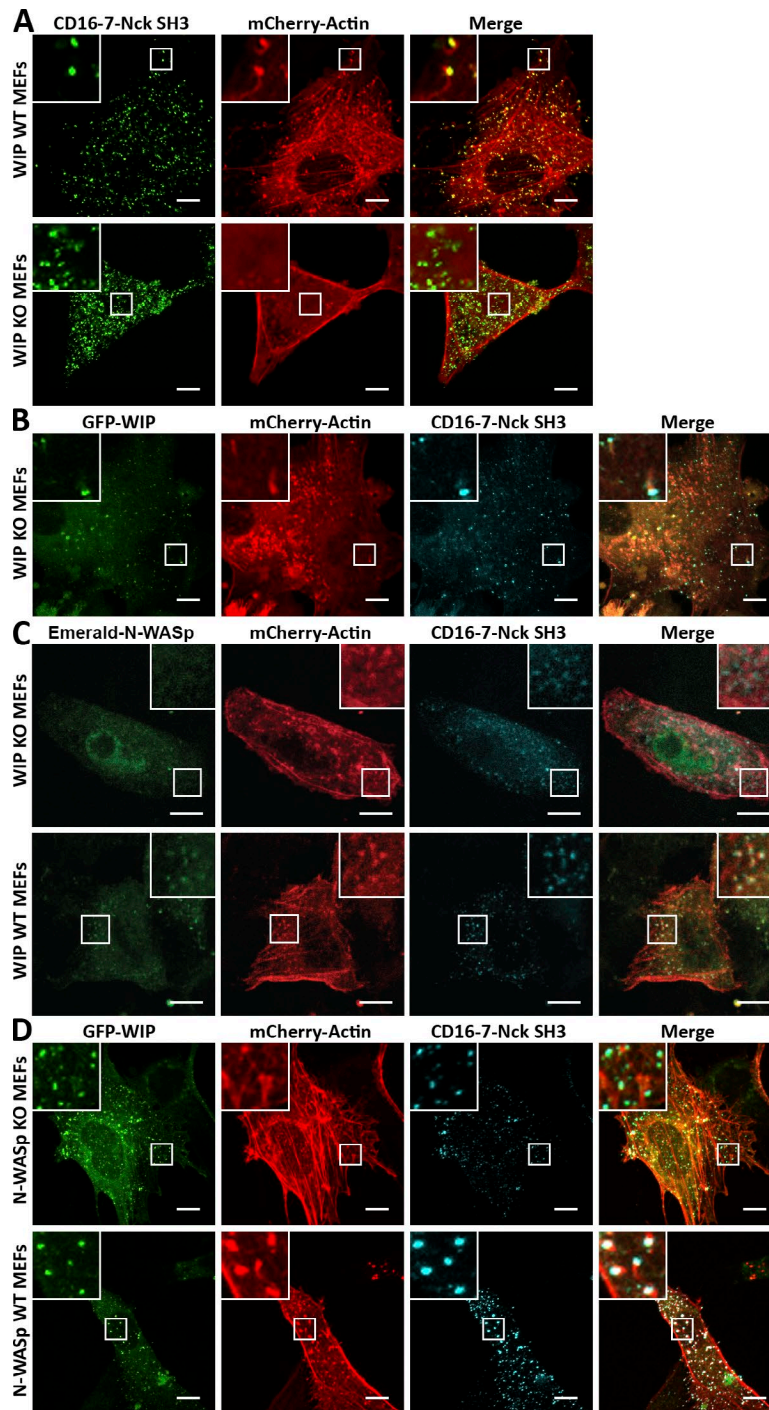 A
CD16-7-Nck SH3 mCherry-Actin Merge
WIP WT MEFs
WIP KO MEFs
B
GFP-WIP mCherry-Actin CD16-7-Nck SH3 Merge
WIP KO MEFs
C
Emerald-N-WASp mCherry-Actin CD16-7-Nck SH3 Merge
WIP KO MEFs
WIP WT MEFs
D
GFP-WIP mCherry-Actin CD16-7-Nck SH3 Merge
N-WASp KO MEFs
N-WASp WT MEFs